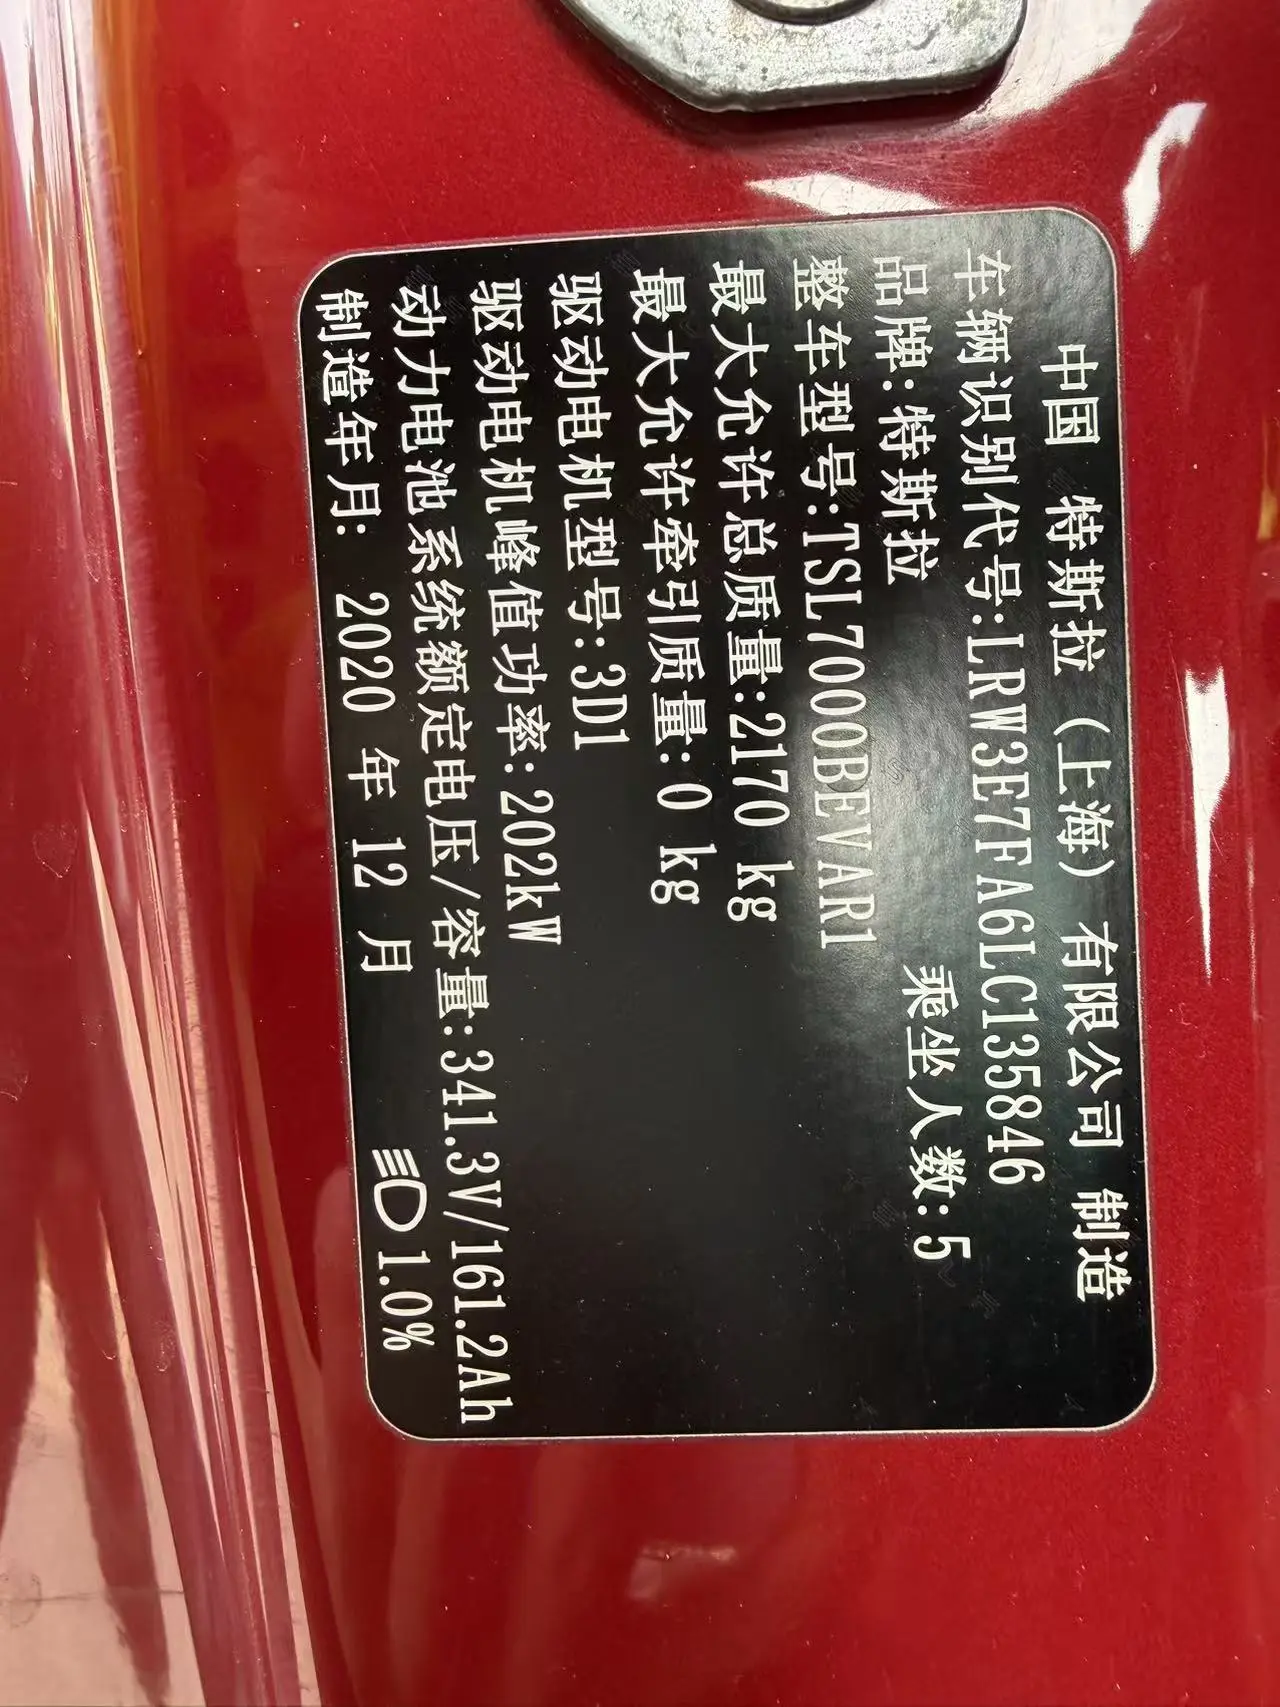 中国 特斯拉（上海）有限公司 制造
车辆识别代号:LRW3E7FA6LC135846
品牌:特斯拉 乘坐人数:5
整车型号:TSL7000BEVAR1
最大允许总质量:2170 kg
最大允许牵引质量:0 kg
驱动电机型号:3D1
驱动电机峰值功率:202kW
动力电池系统额定电压/容量:341.3V/161.2Ah
制造年月: 2020 年 12 月 1.0%